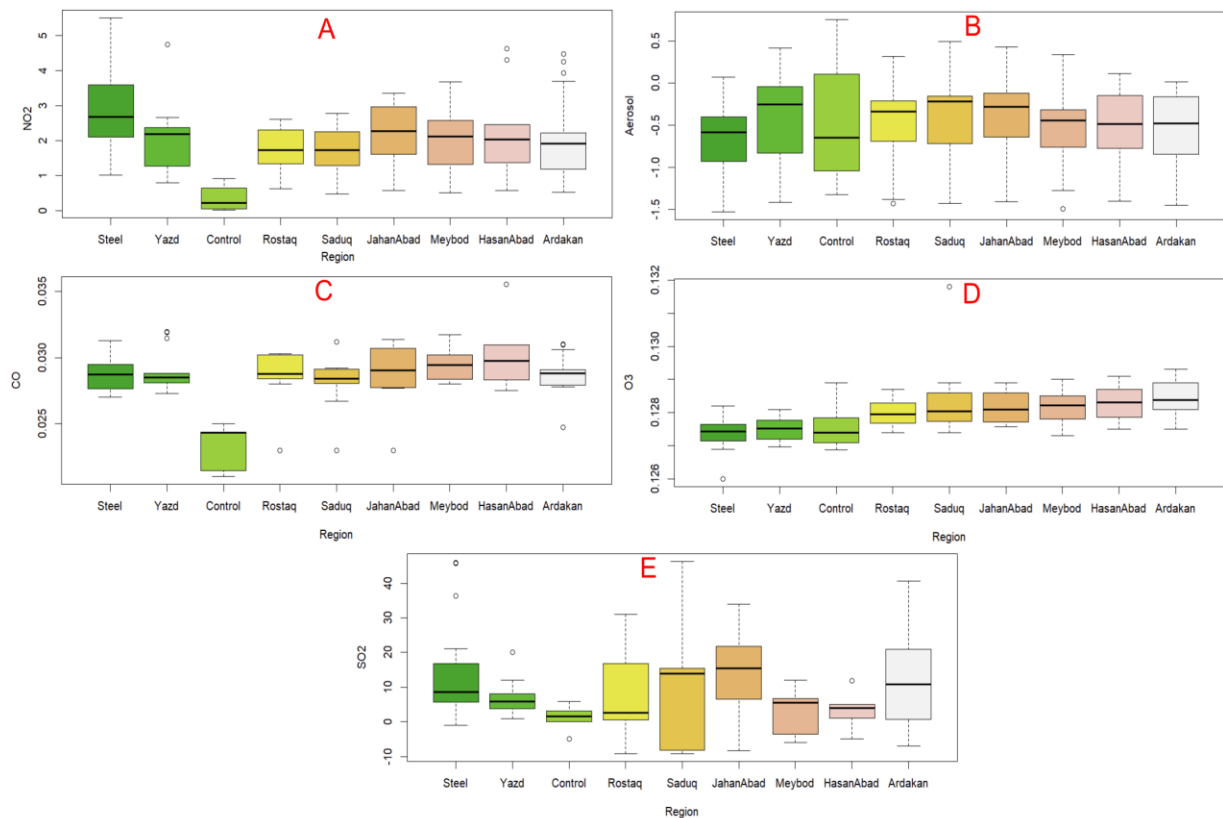 A
NO2
5
4
3
2
1
0
Steel Yazd Control Rostaq Saduq JahanAbad Meybod HasanAbad Ardakan
Region
B
Aerosol
0.5
0.0
-0.5
-1.0
-1.5
Steel Yazd Control Rostaq Saduq JahanAbad Meybod HasanAbad Ardakan
C
CO
0.035
0.030
0.025
Steel Yazd Control Rostaq Saduq JahanAbad Meybod HasanAbad Ardakan
Region
D
O3
0.132
0.130
0.128
0.126
Steel Yazd Control Rostaq Saduq JahanAbad Meybod HasanAbad Ardakan
Region
E
SO2
40
30
20
10
0
-10
Steel Yazd Control Rostaq Saduq JahanAbad Meybod HasanAbad Ardakan
Region